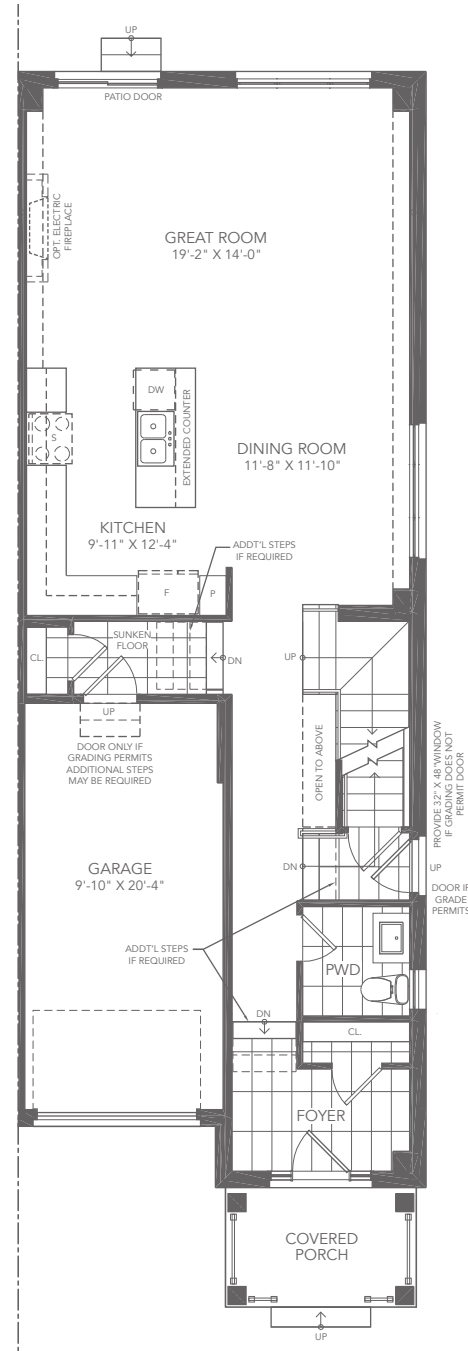 UP
PATIO DOOR
OPT. ELECTRIC
FIREPLACE
GREAT ROOM
19'-2" X 14'-0"
DW
EXTENDED COUNTER
S
DINING ROOM
11'-8" X 11'-10"
KITCHEN
9'-11" X 12'-4"
ADDT'L STEPS
IF REQUIRED
F
P
SUNKEN
FLOOR
CL.
DN
UP
UP
DOOR ONLY IF
GRADING PERMITS
ADDITIONAL STEPS
MAY BE REQUIRED
OPEN TO ABOVE
PROVIDE 32" X 48"WINDOW
IF GRADING DOES NOT
PERMIT DOOR
GARAGE
9'-10" X 20'-4"
DN
UP
DOOR IF
GRADE
PERMITS
ADDT'L STEPS
IF REQUIRED
PWD
DN
CL.
FOYER
COVERED
PORCH
UP